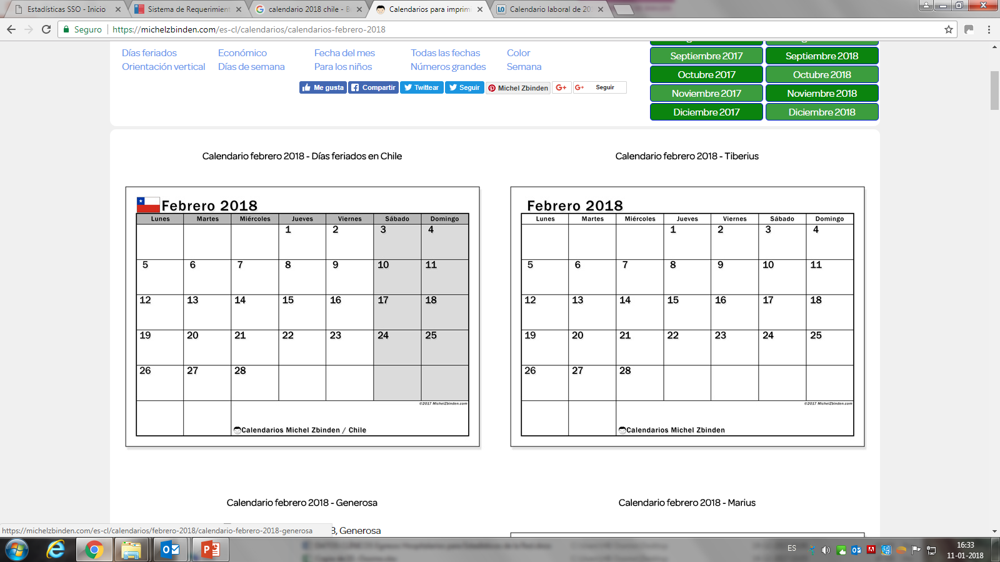 Estadísticas SSO - Inicio
Sistema de Requerimien
calendario 2018 chile - B
Calendarios para imprim
Calendario laboral de 20
Seguro
https://michelzbinden.com/es-cl/calendarios/calendarios-febrero-2018
Días feriados Económico Fecha del mes Todas las fechas Color
Orientación vertical Días de semana Para los niños Números grandes Semana
Me gusta Compartir Twittear Seguir Michel Zbinden G+ G+ Seguir
Septiembre 2017 Septiembre 2018
Octubre 2017 Octubre 2018
Noviembre 2017 Noviembre 2018
Diciembre 2017 Diciembre 2018
Calendario febrero 2018 - Días feriados en Chile
Febrero 2018
Lunes Martes Miércoles Jueves Viernes Sábado Domingo
1 2 3 4
5 6 7 8 9 10 11
12 13 14 15 16 17 18
19 20 21 22 23 24 25
26 27 28
©2017 MichelZbinden.com
Calendarios Michel Zbinden / Chile
Calendario febrero 2018 - Tiberius
Febrero 2018
Lunes Martes Miércoles Jueves Viernes Sábado Domingo
1 2 3 4
5 6 7 8 9 10 11
12 13 14 15 16 17 18
19 20 21 22 23 24 25
26 27 28
©2017 MichelZbinden.com
Calendarios Michel Zbinden
Calendario febrero 2018 - Generosa
Calendario febrero 2018 - Marius
, Generosa
https://michelzbinden.com/es-cl/calendarios/febrero-2018/calendario-febrero-2018-generosa
ES
16:33
11-01-2018